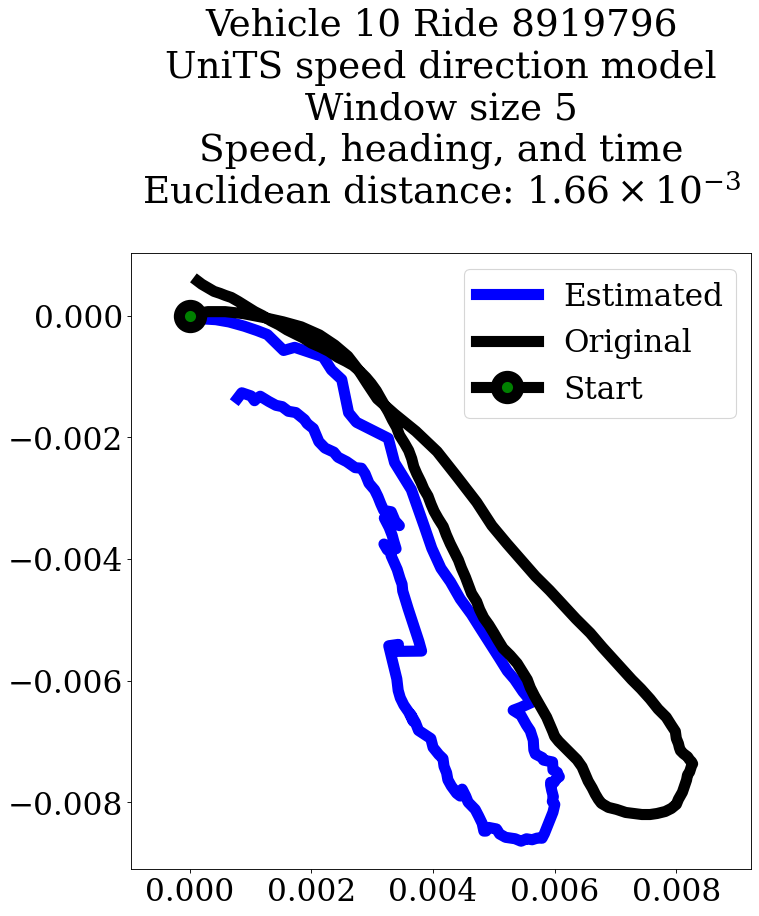 Vehicle 10 Ride 8919796
UniTS speed direction model
Window size 5
Speed, heading, and time
Euclidean distance: 1.66 × 10⁻³
Estimated
Original
Start
0.000
−0.002
−0.004
−0.006
−0.008
0.000 0.002 0.004 0.006 0.008